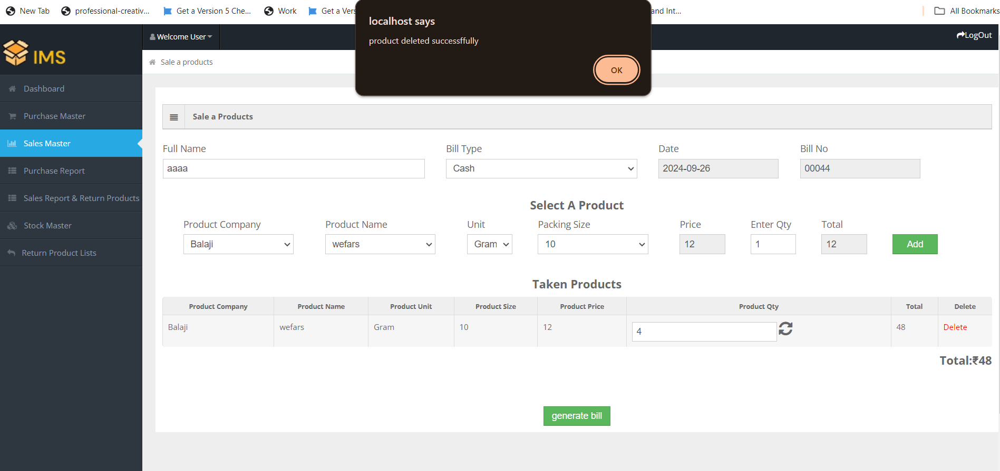 New Tab
professional-creativ...
Get a Version 5 Che...
Work
Get a Vers
and Int...
All Bookmarks
localhost says
product deleted successffully
OK
IMS
Welcome User
LogOut
Sale a products
Dashboard
Purchase Master
Sales Master
Purchase Report
Sales Report & Return Products
Stock Master
Return Product Lists
Sale a Products
Full Name
Bill Type
Date
Bill No
aaaa
Cash
2024-09-26
00044
Select A Product
Product Company
Product Name
Unit
Packing Size
Price
Enter Qty
Total
Balaji
wefars
Gram
10
12
1
12
Add
Taken Products
Product Company
Product Name
Product Unit
Product Size
Product Price
Product Qty
Total
Delete
Balaji
wefars
Gram
10
12
4
48
Delete
Total:₹48
generate bill